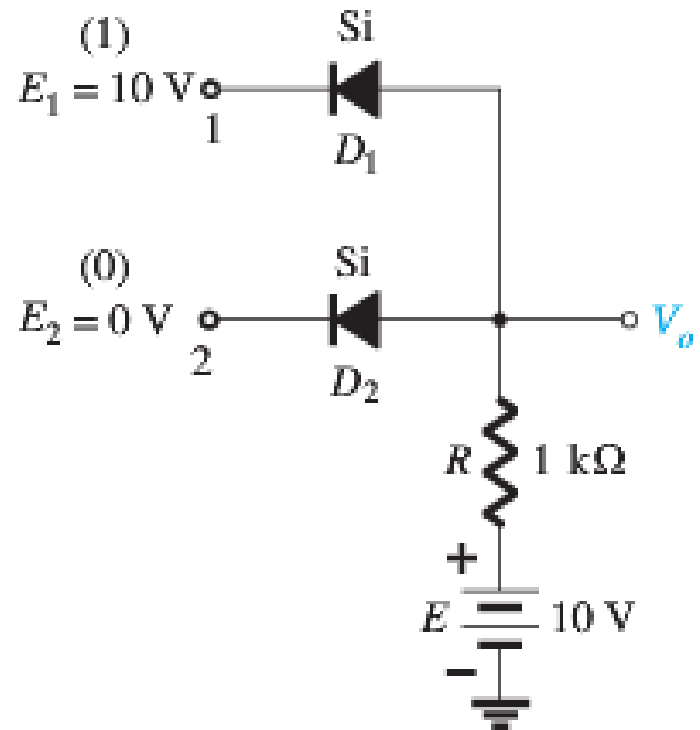 (1)
Si
E₁ = 10 V
1
D₁
(0)
Si
E₂ = 0 V
2
Vₒ
D₂
R
1 kΩ
+
E
10 V
−